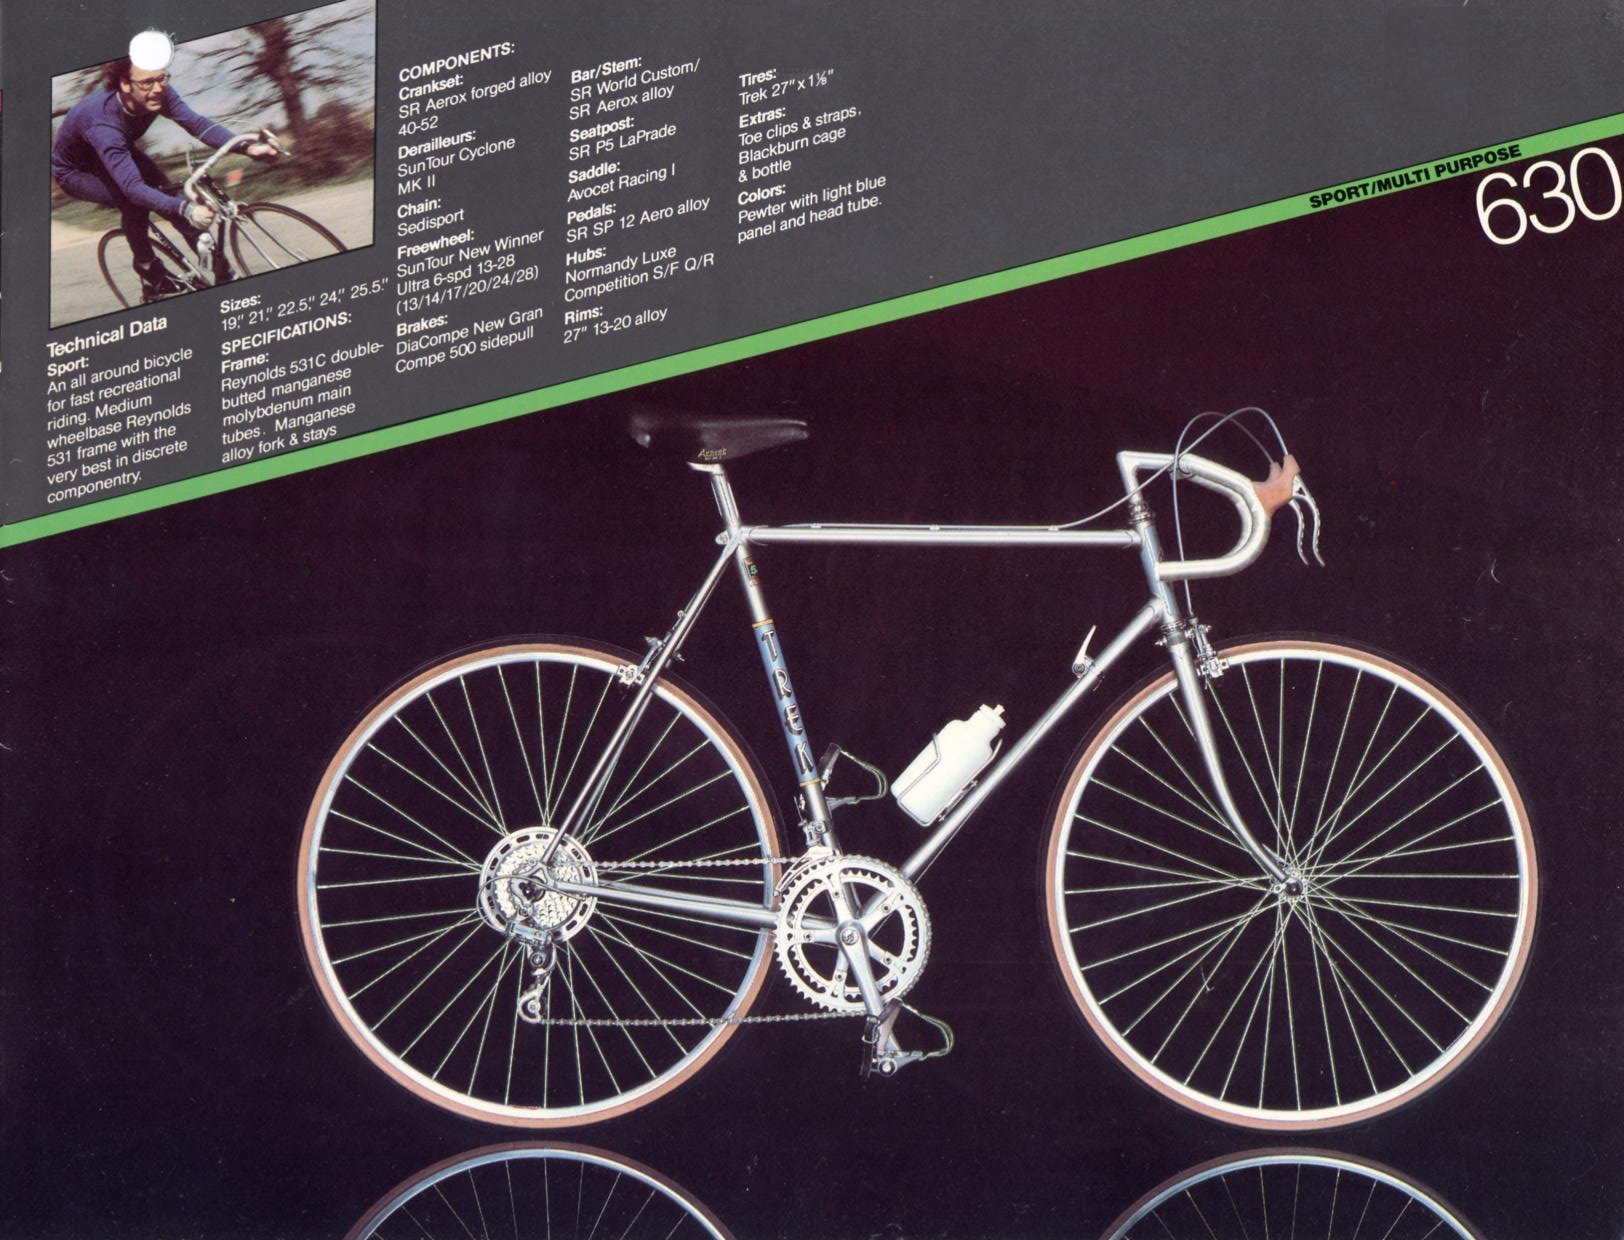 Technical Data
Sport:
An all around bicycle
for fast recreational
riding. Medium
wheelbase Reynolds
531 frame with the
very best in discrete
componentry.
Sizes:
19," 21," 22.5," 24," 25.5."
SPECIFICATIONS:
Frame:
Reynolds 531C double-
butted manganese
molybdenum main
tubes. Manganese
alloy fork & stays
COMPONENTS:
Crankset:
SR Aerox forged alloy
40-52
Derailleurs:
SunTour Cyclone
MK II
Chain:
Sedisport
Freewheel:
SunTour New Winner
Ultra 6-spd 13-28
(13/14/17/20/24/28)
Brakes:
DiaCompe New Gran
Compe 500 sidepull
Bar/Stem:
SR World Custom/
SR Aerox alloy
Seatpost:
SR P5 LaPrade
Saddle:
Avocet Racing I
Pedals:
SR SP 12 Aero alloy
Hubs:
Normandy Luxe
Competition S/F Q/R
Rims:
27" 13-20 alloy
Tires:
Trek 27" x 1⅛"
Extras:
Toe clips & straps,
Blackburn cage
& bottle
Colors:
Pewter with light blue
panel and head tube.
SPORT/MULTI PURPOSE
630
Avocet
TREK